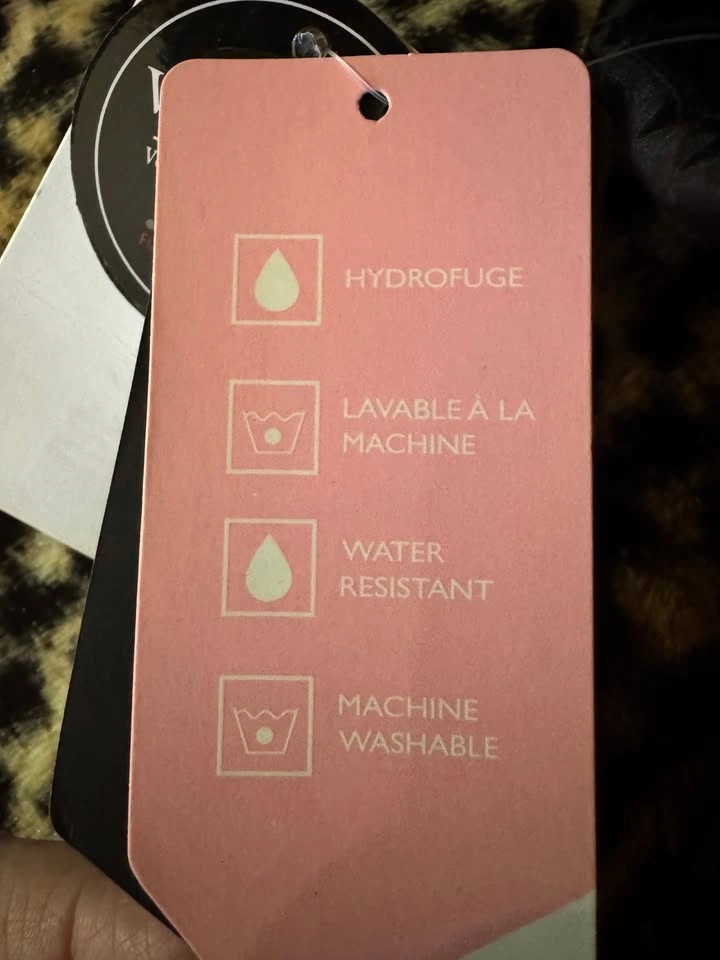 HYDROFUGE
LAVABLE À LA
MACHINE
WATER
RESISTANT
MACHINE
WASHABLE